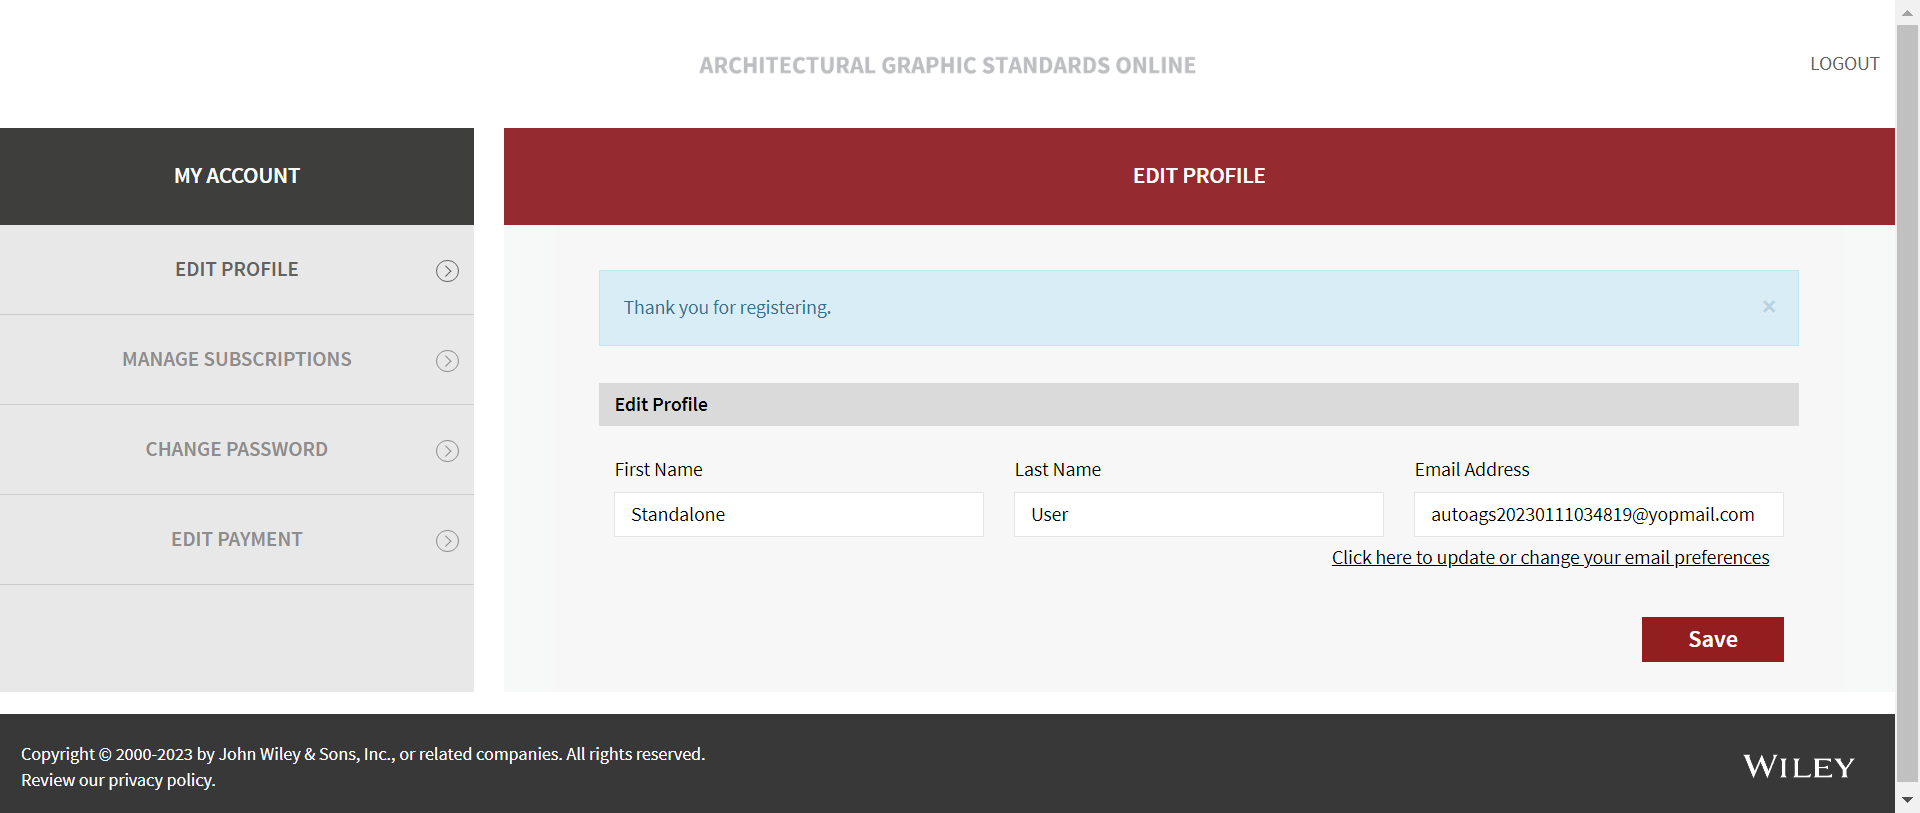 ARCHITECTURAL GRAPHIC STANDARDS ONLINE
LOGOUT
MY ACCOUNT
EDIT PROFILE
MANAGE SUBSCRIPTIONS
CHANGE PASSWORD
EDIT PAYMENT
EDIT PROFILE
Thank you for registering.
×
Edit Profile
First Name
Last Name
Email Address
Standalone
User
autoags20230111034819@yopmail.com
Click here to update or change your email preferences
Save
Copyright © 2000-2023 by John Wiley & Sons, Inc., or related companies. All rights reserved.
Review our privacy policy.
WILEY